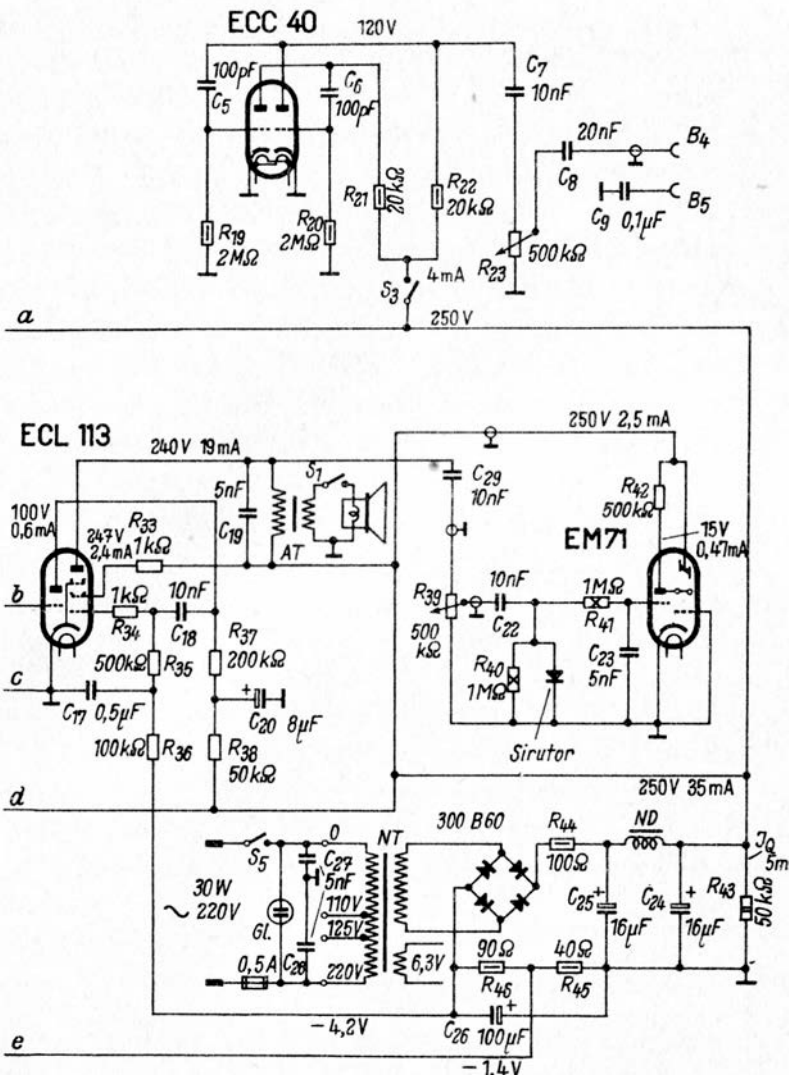 ECC 40
120V
100pF
C5
C6
100pF
C7
10nF
20nF
C8
B4
B5
C9 0,1µF
R21
20kΩ
R22
20kΩ
R19
2MΩ
R20
2MΩ
R23
500kΩ
S3
4mA
a
250V
ECL 113
240V 19mA
250V 2,5mA
100V
0,6mA
247V
2,4mA
R33
1kΩ
5nF
C19
AT
S1
C29
10nF
R42
500kΩ
15V
0,47mA
EM71
b
1kΩ
R34
10nF
C18
R37
200kΩ
R39
500
kΩ
10nF
C22
1MΩ
R41
C23
5nF
R40
1MΩ
Sirutor
500kΩ
R35
c
C17 0,5µF
+
C20 8µF
100kΩ
R36
R38
50kΩ
d
250V 35mA
S5
0
C27
5nF
NT
300 B60
R44
100Ω
ND
JQ
5m
30W
~ 220V
Gl.
110V
125V
220V
C28
0,5A
6,3V
C25
+
16µF
C24
+
16µF
R43
50kΩ
90Ω
R46
40Ω
R45
-4,2V
C26
+
100µF
e
-1,4V